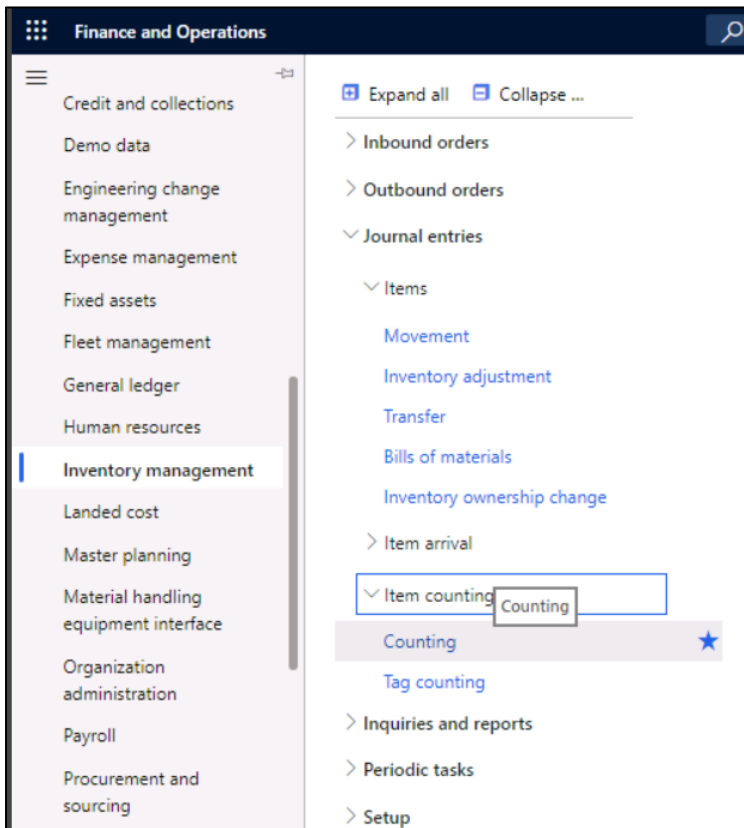 Finance and Operations
Credit and collections
Demo data
Engineering change
management
Expense management
Fixed assets
Fleet management
General ledger
Human resources
Inventory management
Landed cost
Master planning
Material handling
equipment interface
Organization
administration
Payroll
Procurement and
sourcing
Expand all
Collapse ...
Inbound orders
Outbound orders
Journal entries
Items
Movement
Inventory adjustment
Transfer
Bills of materials
Inventory ownership change
Item arrival
Item counting
Counting
Counting
Tag counting
Inquiries and reports
Periodic tasks
Setup